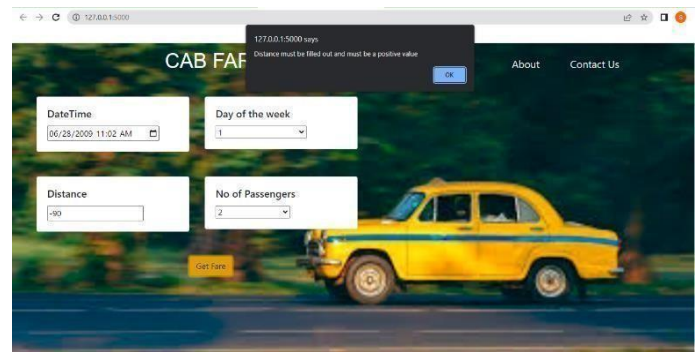 127.0.0.1:5000
127.0.0.1:5000 says
Distance must be filled out and must be a positive value
OK
CAB FAR
About
Contact Us
DateTime
06/28/2009 11:02 AM
Day of the week
1
Distance
-90
No of Passengers
2
Get Fare